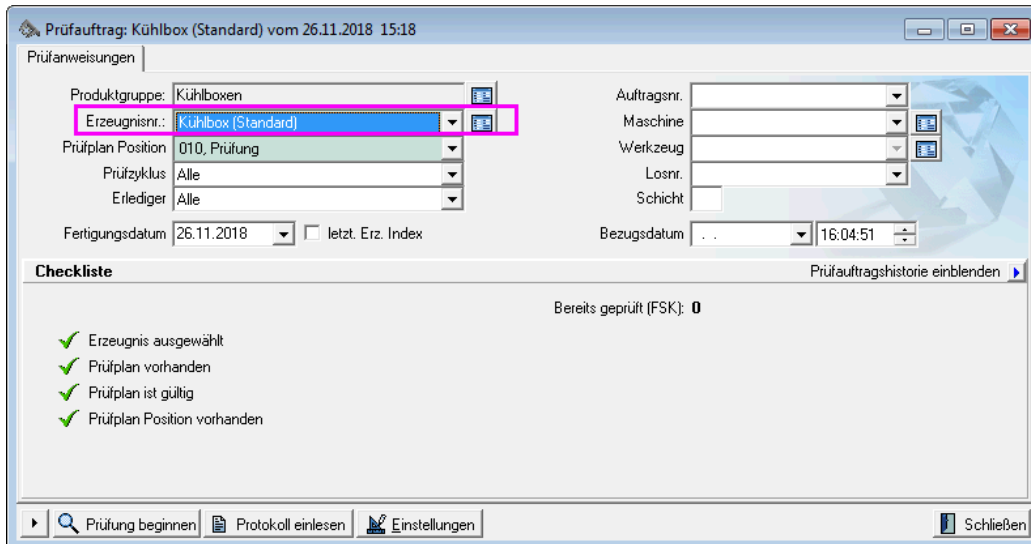 Prüfauftrag: Kühlbox (Standard) vom 26.11.2018 15:18
Prüfanweisungen
Produktgruppe: Kühlboxen
Auftragsnr.
Erzeugnisnr.: Kühlbox (Standard)
Maschine
Prüfplan Position 010, Prüfung
Werkzeug
Prüfzyklus Alle
Losnr.
Erlediger Alle
Schicht
Fertigungsdatum 26.11.2018 letzt. Erz. Index
Bezugsdatum . . 16:04:51
Checkliste
Prüfauftragshistorie einblenden
Bereits geprüft (FSK): 0
Erzeugnis ausgewählt
Prüfplan vorhanden
Prüfplan ist gültig
Prüfplan Position vorhanden
Prüfung beginnen Protokoll einlesen Einstellungen Schließen